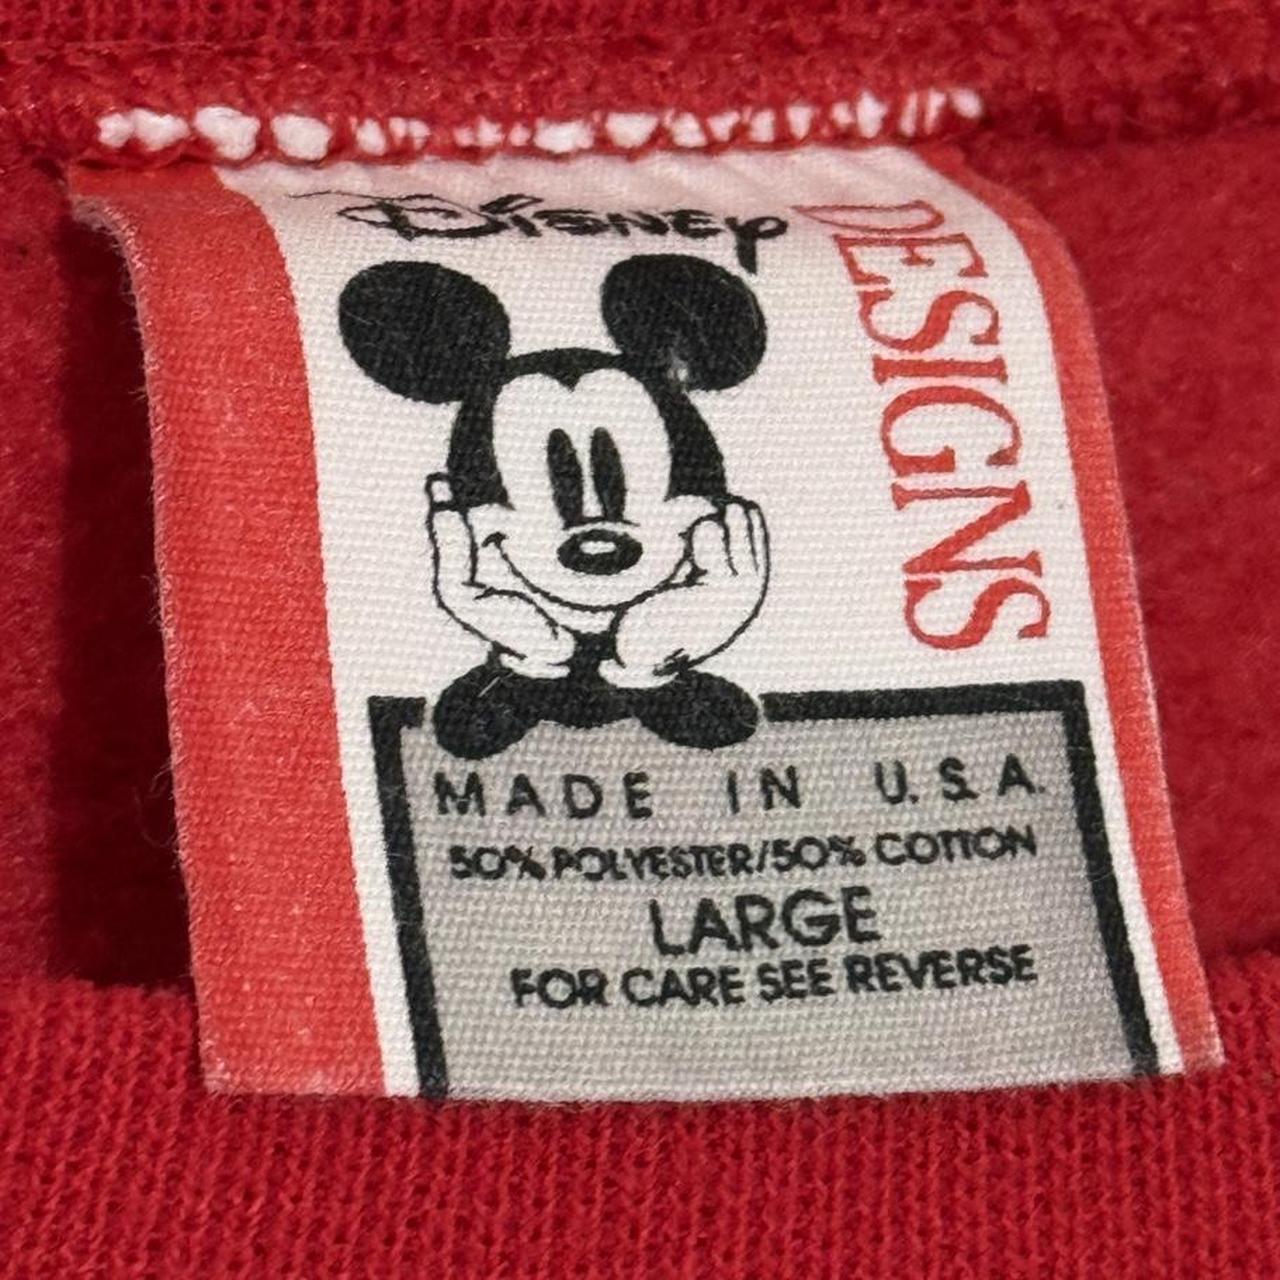 Disney
DESIGNS
MADE IN U.S.A.
50% POLYESTER/50% COTTON
LARGE
FOR CARE SEE REVERSE